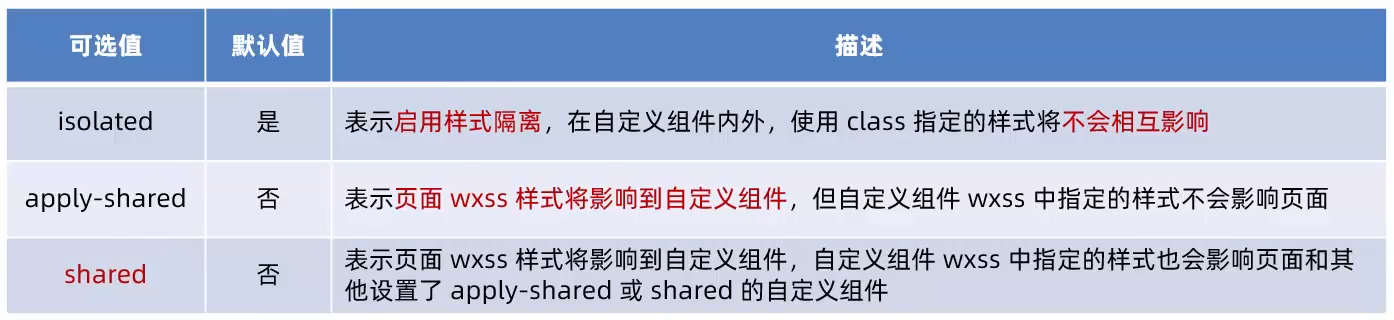 可选值 默认值 描述
isolated 是 表示启用样式隔离，在自定义组件内外，使用 class 指定的样式将不会相互影响
apply-shared 否 表示页面 wxss 样式将影响到自定义组件，但自定义组件 wxss 中指定的样式不会影响页面
shared 否 表示页面 wxss 样式将影响到自定义组件，自定义组件 wxss 中指定的样式也会影响页面和其
他设置了 apply-shared 或 shared 的自定义组件